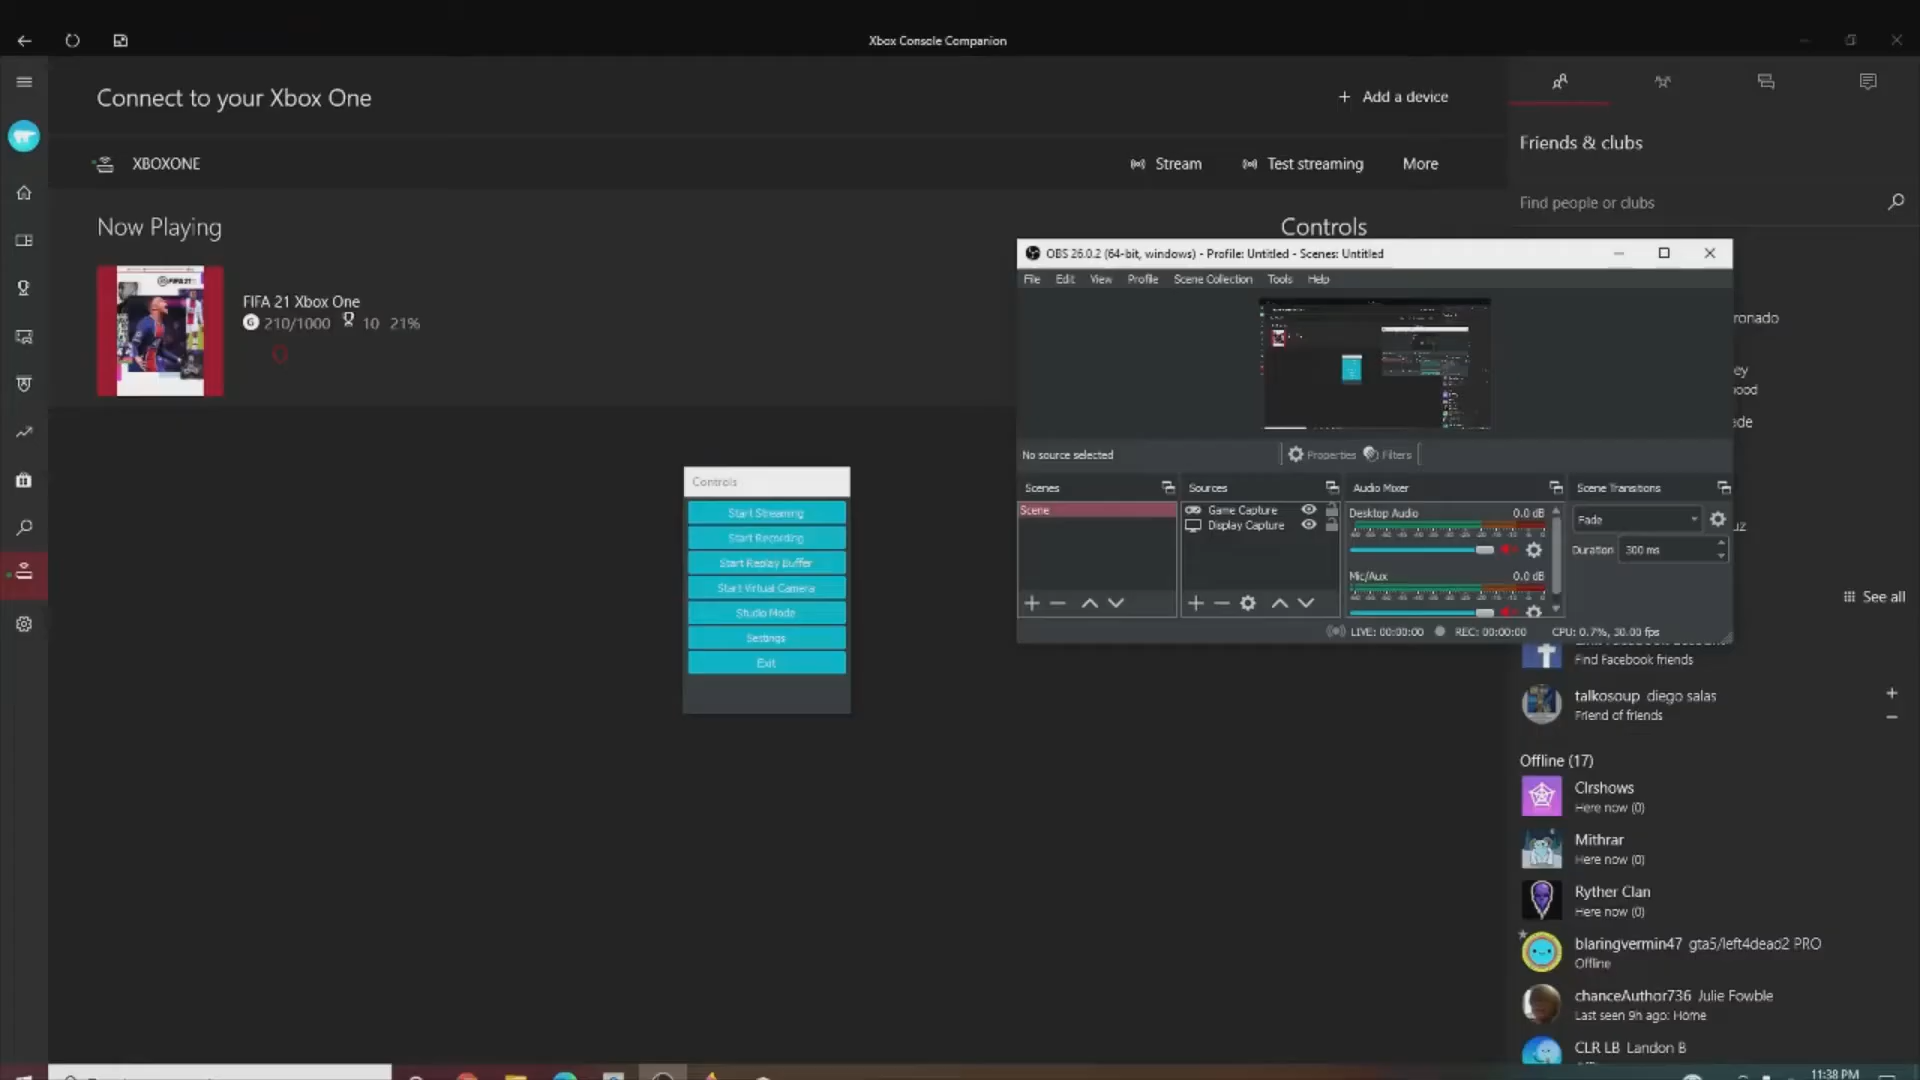 Xbox Console Companion
Connect to your Xbox One
+ Add a device
XBOXONE
Stream
Test streaming
More
Now Playing
Controls
FIFA 21 Xbox One
210/1000 10 21%
Friends & clubs
Find people or clubs
OBS 26.0.2 (64-bit, windows) - Profile: Untitled - Scenes: Untitled
File Edit View Profile Scene Collection Tools Help
No source selected
Properties Filters
Scenes
Scene
Sources
Game Capture
Display Capture
Audio Mixer
Desktop Audio 0.0 dB
Mic/Aux 0.0 dB
Scene Transitions
Fade
Duration 300 ms
LIVE: 00:00:00 REC: 00:00:00 CPU: 0.7%, 30.00 fps
Controls
Start Streaming
Start Recording
Start Replay Buffer
Start Virtual Camera
Studio Mode
Settings
Exit
ronado
ey
ood
ade
uz
See all
Find Facebook friends
talkosoup diego salas
Friend of friends
Offline (17)
Clrshows
Here now (0)
Mithrar
Here now (0)
Ryther Clan
Here now (0)
blaringvermin47 gta5/left4dead2 PRO
Offline
chanceAuthor736 Julie Fowble
Last seen 9h ago: Home
CLR LB Landon B
11:38 PM